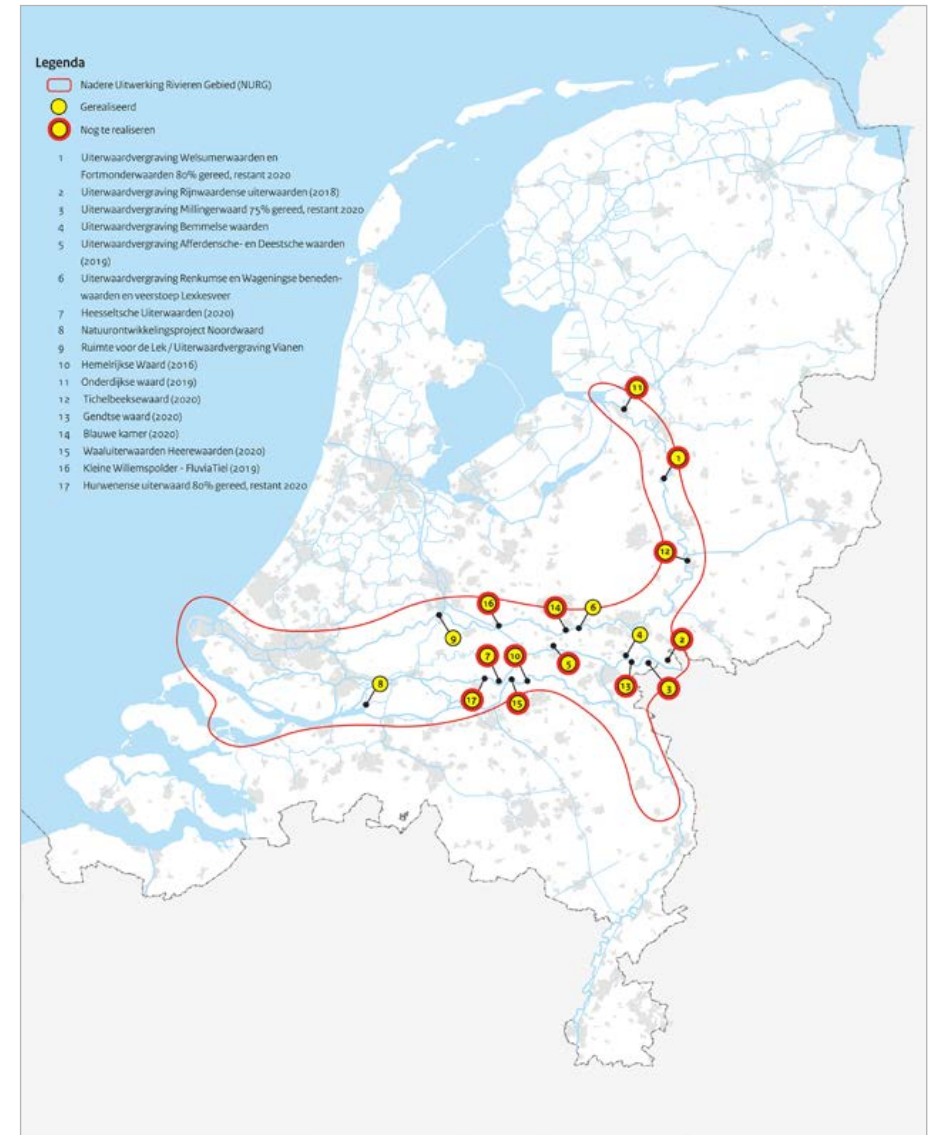 Legenda
Nadere Uitwerking Rivieren Gebied (NURG)
Gerealiseerd
Nog te realiseren
1 Uiterwaardvergraving Welsumerwaarden en
Fortmonderwaarden 80% gereed, restant 2020
2 Uiterwaardvergraving Rijnwaardense uiterwaarden (2018)
3 Uiterwaardvergraving Millingerwaard 75% gereed, restant 2020
4 Uiterwaardvergraving Bemmelse waarden
5 Uiterwaardvergraving Afferdensche- en Deestsche waarden
(2019)
6 Uiterwaardvergraving Renkumse en Wageningse beneden-
waarden en veerstoep Lexkesveer
7 Heesseltsche Uiterwaarden (2020)
8 Natuurontwikkelingsproject Noordwaard
9 Ruimte voor de Lek / Uiterwaardvergraving Vianen
10 Hemelrijkse Waard (2016)
11 Onderdijkse waard (2019)
12 Tichelbeeksewaard (2020)
13 Gendtse waard (2020)
14 Blauwe kamer (2020)
15 Waaluiterwaarden Heerewaarden (2020)
16 Kleine Willemspolder - FluviaTiel (2019)
17 Hurwenense uiterwaard 80% gereed, restant 2020
11
1
12
16
14
6
9
4
2
7
10
5
8
17
15
13
3